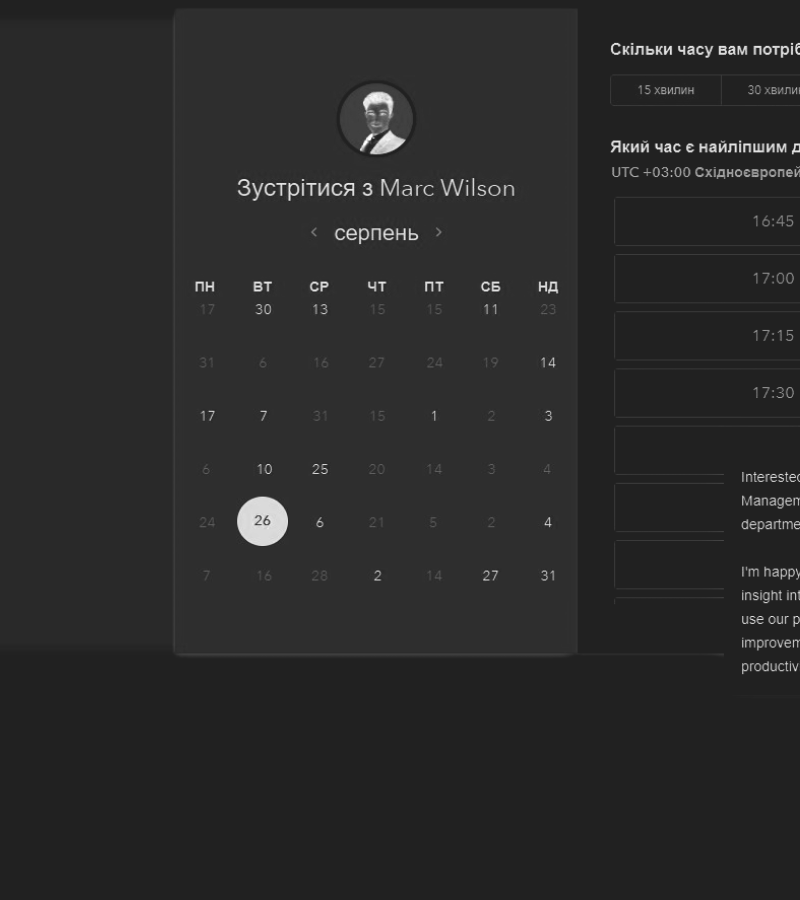 Зустрітися з Marc Wilson
серпень
ПН ВТ СР ЧТ ПТ СБ НД
17 30 13 15 15 11 23
31 6 16 27 24 19 14
17 7 31 15 1 2 3
6 10 25 20 14 3 4
24 26 6 21 5 2 4
7 16 28 2 14 27 31
Скільки часу вам потріб
15 хвилин 30 хвилин
Який час є найліпшим д
UTC +03:00 Східноєвропей
16:45
17:00
17:15
17:30
Interested
Managem
departme
I'm happy
insight int
use our p
improvem
productiv